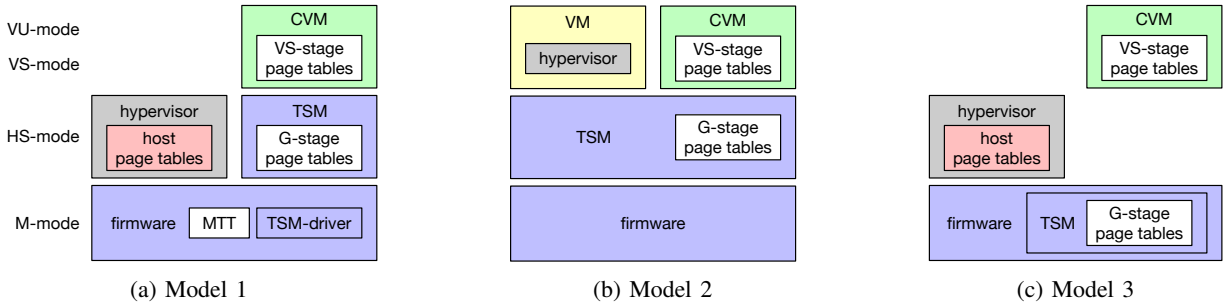 VU-mode
VS-mode
HS-mode
M-mode
CVM
VS-stage
page tables
hypervisor
host
page tables
TSM
G-stage
page tables
firmware
MTT
TSM-driver
(a) Model 1
VM
hypervisor
CVM
VS-stage
page tables
TSM
G-stage
page tables
firmware
(b) Model 2
CVM
VS-stage
page tables
hypervisor
host
page tables
firmware
TSM
G-stage
page tables
(c) Model 3